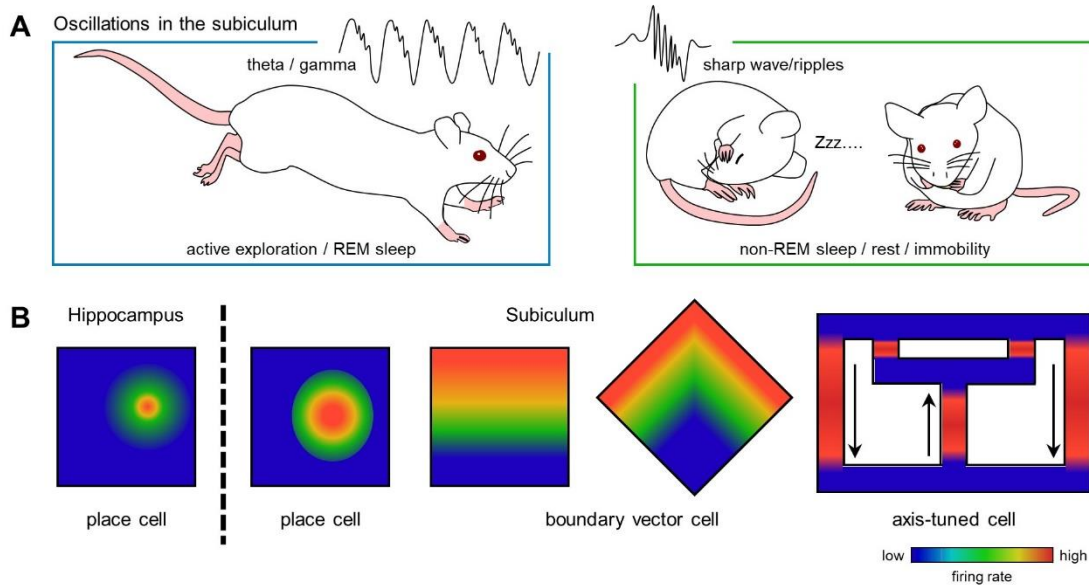 A
Oscillations in the subiculum
theta / gamma
active exploration / REM sleep
sharp wave/ripples
Zzz....
non-REM sleep / rest / immobility
B
Hippocampus
Subiculum
place cell
place cell
boundary vector cell
axis-tuned cell
low
high
firing rate